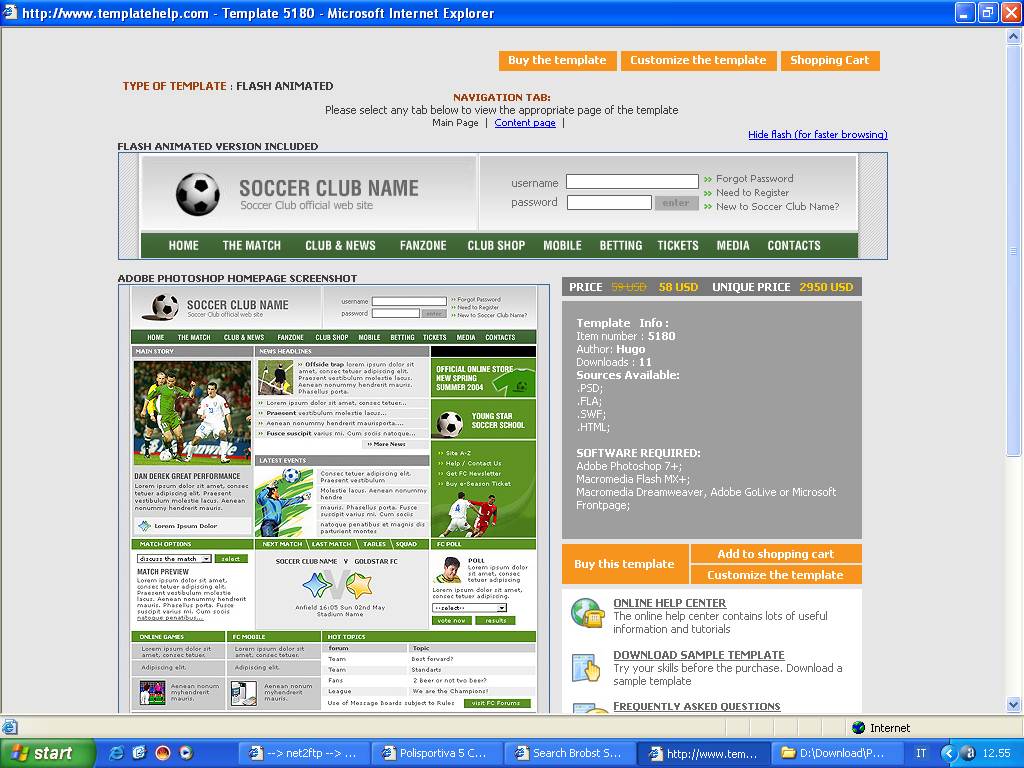 http://www.templatehelp.com - Template 5180 - Microsoft Internet Explorer
Buy the template Customize the template Shopping Cart
TYPE OF TEMPLATE : FLASH ANIMATED
NAVIGATION TAB:
Please select any tab below to view the appropriate page of the template
Main Page | Content page |
Hide flash (for faster browsing)
FLASH ANIMATED VERSION INCLUDED
SOCCER CLUB NAME
Soccer Club official web site
username
password enter
>> Forgot Password
>> Need to Register
>> New to Soccer Club Name?
HOME THE MATCH CLUB & NEWS FANZONE CLUB SHOP MOBILE BETTING TICKETS MEDIA CONTACTS
ADOBE PHOTOSHOP HOMEPAGE SCREENSHOT
SOCCER CLUB NAME
Soccer Club official web site
username
password enter
>> Forgot Password
>> Need to Register
>> New to Soccer Club Name?
HOME THE MATCH CLUB & NEWS FANZONE CLUB SHOP MOBILE BETTING TICKETS MEDIA CONTACTS
MAIN STORY
DAN DEREK GREAT PERFORMANCE
Lorem ipsum dolor sit
amet, consec tetuer
adipiscing elit. Praesent
vestibulum molestie
lacus. Aenean nonummy
hendrerit mauris.
Lorem Ipsum Dolor
NEWS HEADLINES
>> Offside trap lorem dolor sit
amet, consec tetuer adipiscing elit.
Praesent vestibulum molestie lacus.
Aenean nonummy hendrerit mauris.
Phasellus porta.
>> Lorem ipsum dolor sit amet, consec tetuer...
>> Praesent vestibulum molestie lacus...
>> Aenean nonummy hendrerit maurisporta....
>> Fusce suscipit varius mi. Cum sociis natoque...
>> More News
LATEST EVENTS
Consec tetuer adipiscing elit.
Praesent vestibulum
Molestie lacus. Aenean nonummy
hendre
mauris. Phasellus porta. Fusce
suscipit varius mi. Cum sociis
natoque penatibus et magnis dis
parturient montes
OFFICIAL ONLINE STORE
NEW SPRING
SUMMER 2004
YOUNG STAR
SOCCER SCHOOL
>> Site A-Z
>> Help / Contact Us
>> Get FC Newsletter
>> Buy e-Season Ticket
MATCH OPTIONS
discuss the match select
MATCH PREVIEW
Lorem ipsum dolor sit
amet, consec tetuer
adipiscing elit. Praesent
vestibulum molestie
lacus. Aenean nonummy
hendrerit mauris.
Phasellus porta. Fusce
suscipit varius mi. Cum
sociis natoque
penatibus...
NEXT MATCH \ LAST MATCH \ TABLES \ SQUAD
SOCCER CLUB NAME V GOLDSTAR FC
V
Anfield 16:05 Sun 02nd May
Stadium Name
FC POLL
POLL
Lorem ipsum dolor
sit amet, consec
tetuer adipiscing elit.
--select--
vote now results
ONLINE GAMES
Lorem ipsum dolor sit
amet, consec tetuer.
Adipiscing elit.
Aenean nonum
myhendrerit
mauris.
FC MOBILE
Lorem ipsum dolor sit
amet, consec tetuer.
Adipiscing elit.
Aenean nonum
myhendrerit
mauris.
HOT TOPICS
forum Topic
Team Best forward?
Team Standarts
Fans 2 Beer or not two beer?
League We are the Champions!
Use of Message Boards subject to Rules visit FC Forums
PRICE 59 USD 58 USD UNIQUE PRICE 2950 USD
Template Info :
Item number : 5180
Author: Hugo
Downloads : 11
Sources Available:
.PSD;
.FLA;
.SWF;
.HTML;
SOFTWARE REQUIRED:
Adobe Photoshop 7+;
Macromedia Flash MX+;
Macromedia Dreamweaver, Adobe GoLive or Microsoft
Frontpage;
Buy this template
Add to shopping cart
Customize the template
ONLINE HELP CENTER
The online help center contains lots of useful
information and tutorials
DOWNLOAD SAMPLE TEMPLATE
Try your skills before the purchase. Download a
sample template
FREQUENTLY ASKED QUESTIONS
Internet
start --> net2ftp --> ... Polisportiva 5 C... Search Brobst S... http://www.tem... D:\Download\P... IT 12.55